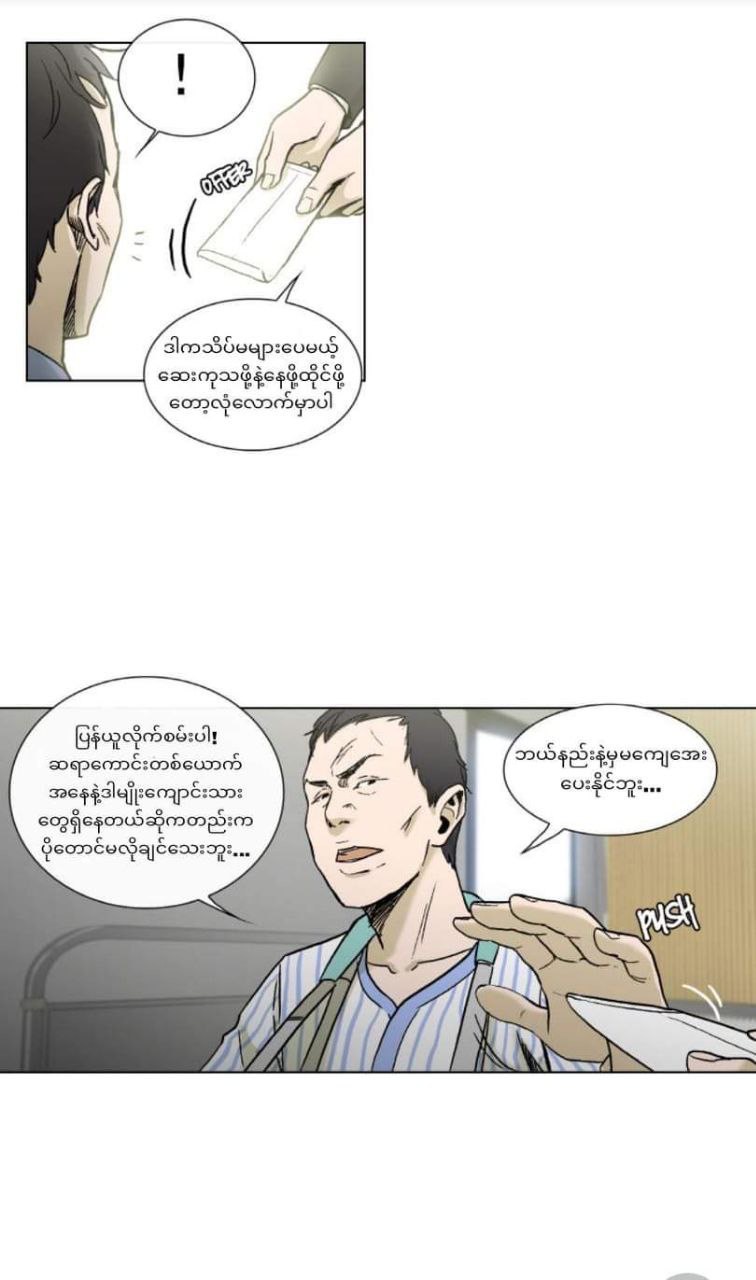 !
OFFER
ဒါကသိပ်မများပေမယ့်
ဆေးကုသဖို့နဲ့နေဖို့ထိုင်ဖို့
တော့လုံလောက်မှာပါ
ပြန်ယူလိုက်စမ်းပါ!
ဆရာကောင်းတစ်ယောက်
အနေနဲ့ဒါမျိုးကျောင်းသား
တွေရှိနေတယ်ဆိုကတည်းက
ပိုတောင်မလိုချင်သေးဘူး...
ဘယ်နည်းနဲ့မှမကျေအေး
ပေးနိုင်ဘူး...
PUSH